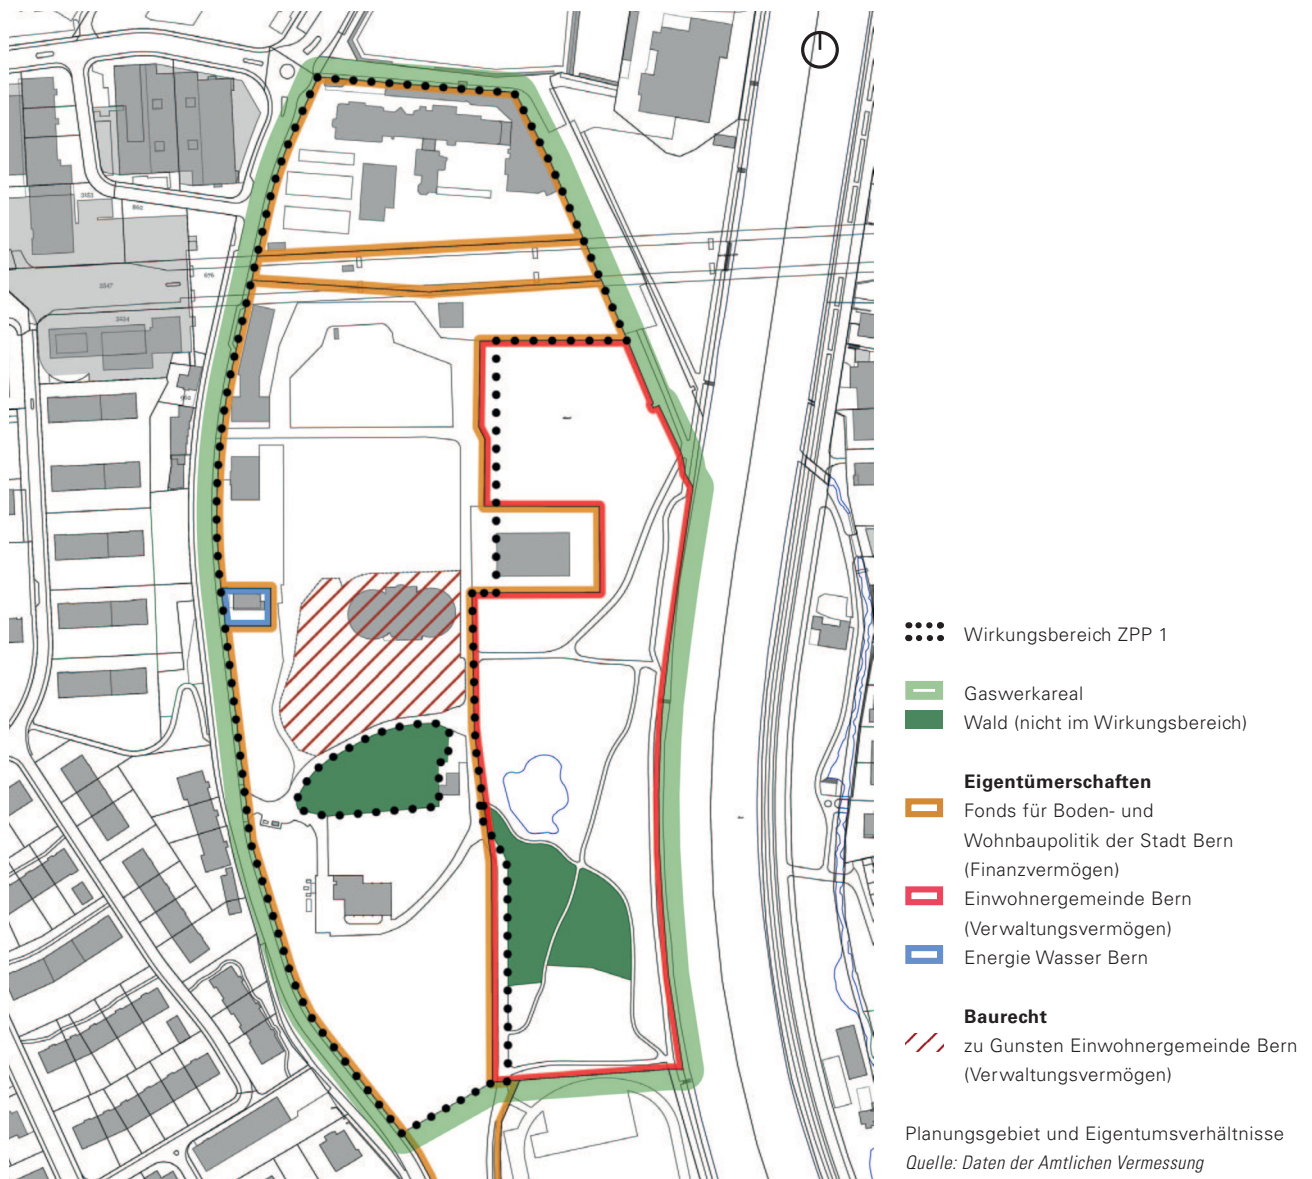 Wirkungsbereich ZPP 1
Gaswerkareal
Wald (nicht im Wirkungsbereich)
Eigentümerschaften
Fonds für Boden- und
Wohnbaupolitik der Stadt Bern
(Finanzvermögen)
Einwohnergemeinde Bern
(Verwaltungsvermögen)
Energie Wasser Bern
Baurecht
zu Gunsten Einwohnergemeinde Bern
(Verwaltungsvermögen)
Planungsgebiet und Eigentumsverhältnisse
Quelle: Daten der Amtlichen Vermessung